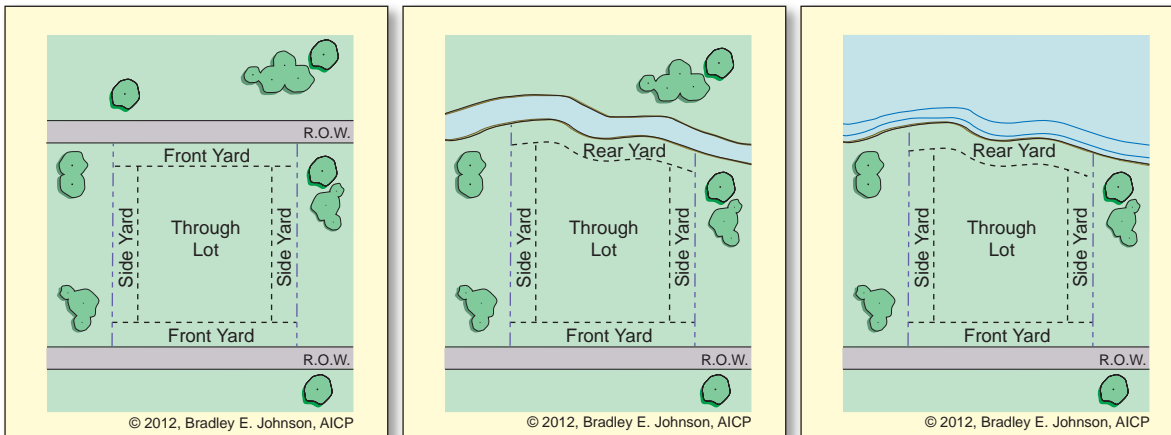 R.O.W.
Front Yard
Side Yard
Through
Lot
Side Yard
Front Yard
R.O.W.
© 2012, Bradley E. Johnson, AICP
Rear Yard
Side Yard
Through
Lot
Side Yard
Front Yard
R.O.W.
© 2012, Bradley E. Johnson, AICP
Rear Yard
Side Yard
Through
Lot
Side Yard
Front Yard
R.O.W.
© 2012, Bradley E. Johnson, AICP